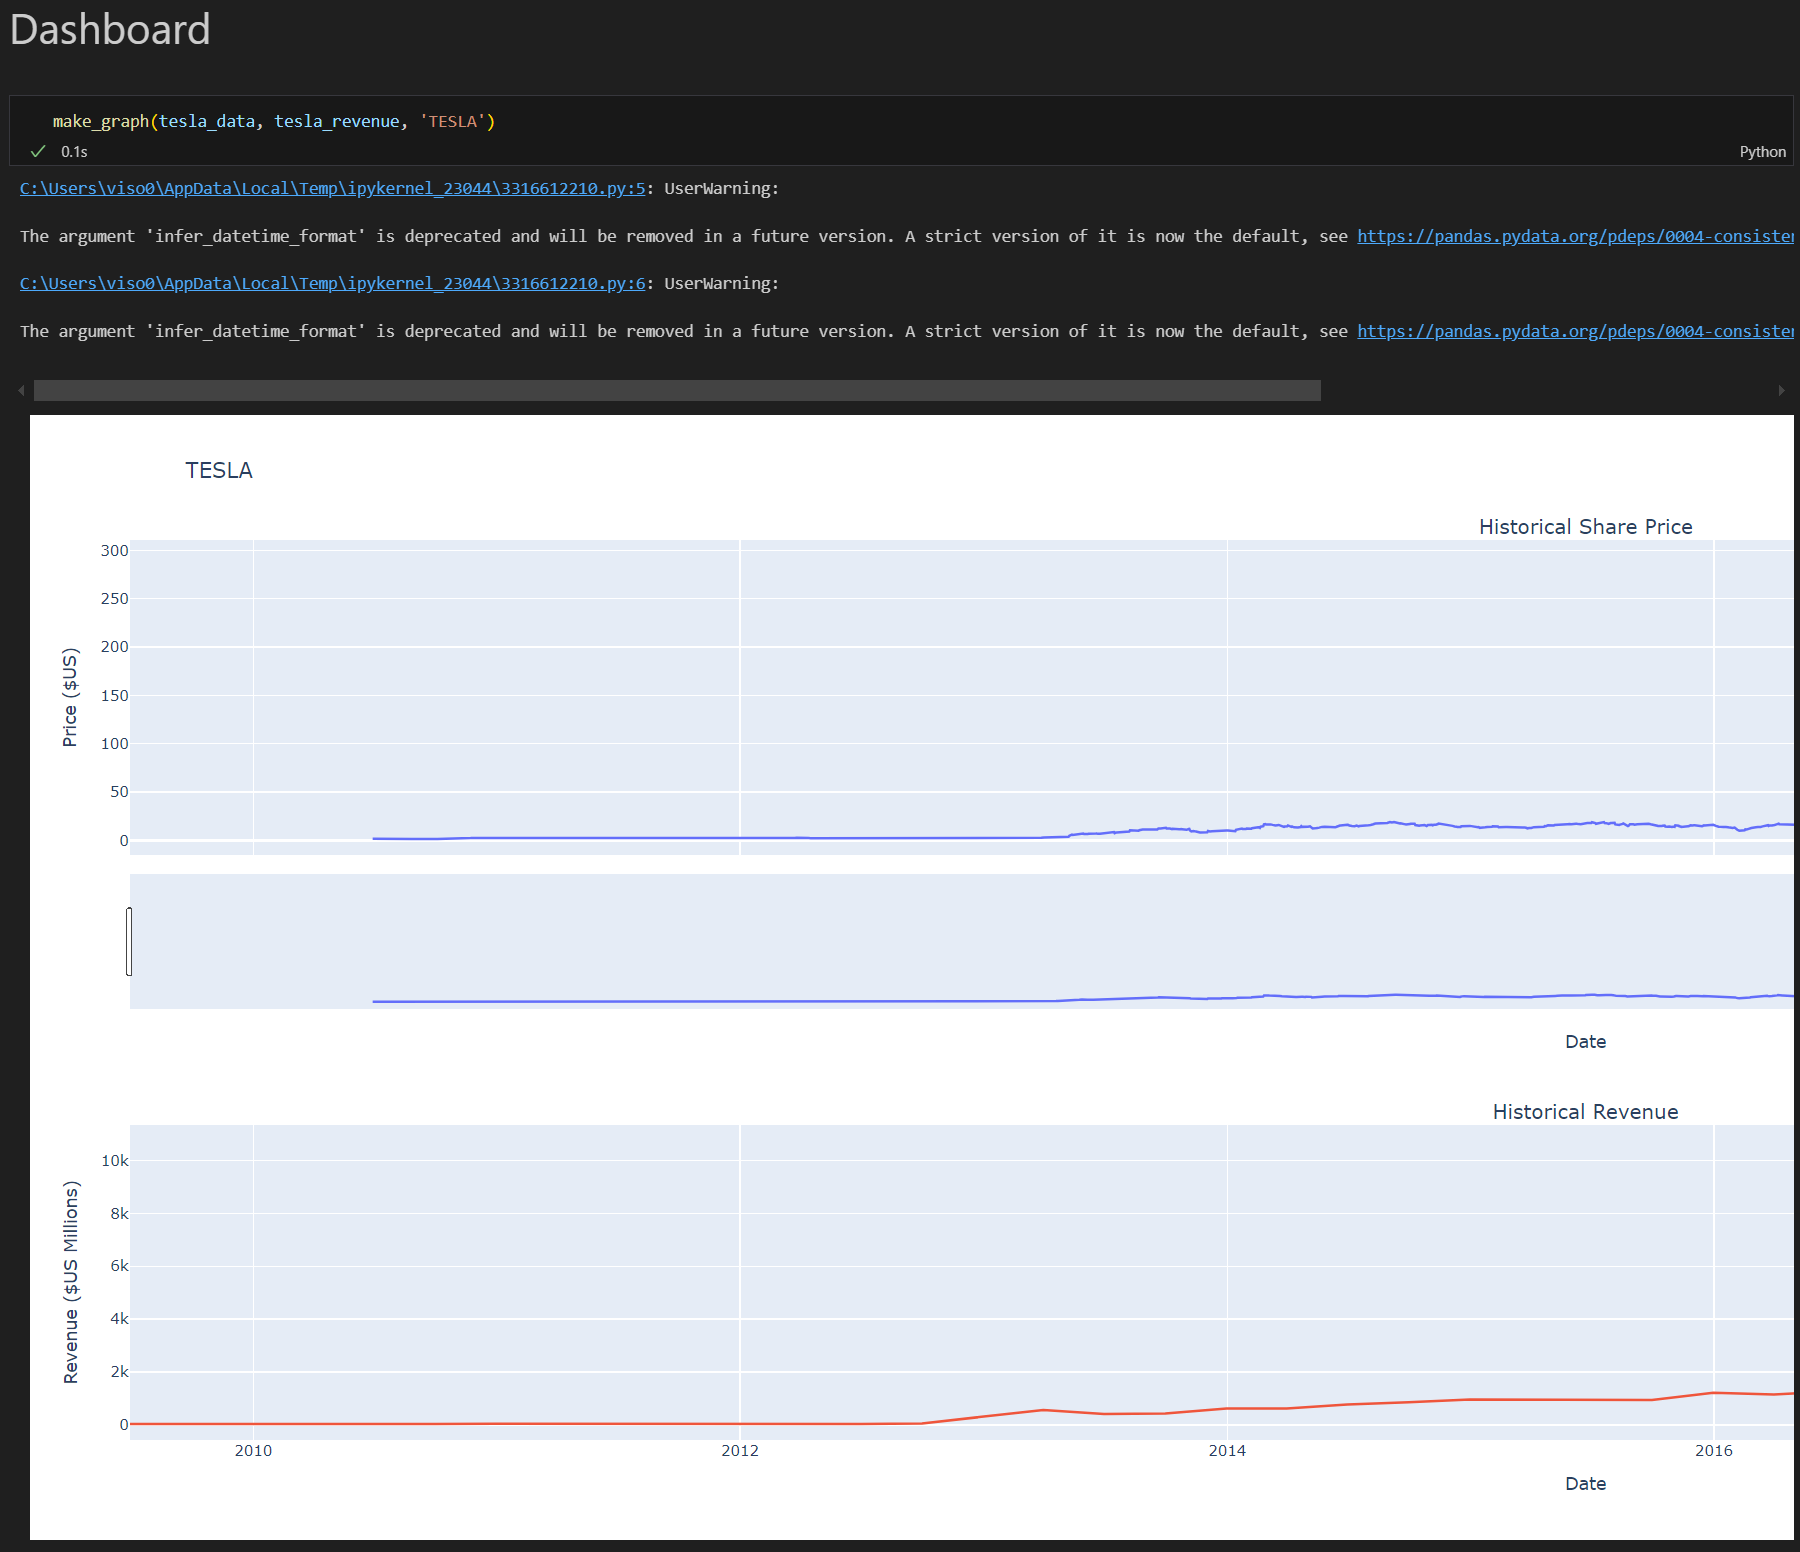 Dashboard
make_graph(tesla_data, tesla_revenue, 'TESLA')
0.1s
Python
C:\Users\viso0\AppData\Local\Temp\ipykernel_23044\3316612210.py:5: UserWarning:
The argument 'infer_datetime_format' is deprecated and will be removed in a future version. A strict version of it is now the default, see https://pandas.pydata.org/pdeps/0004-consiste
C:\Users\viso0\AppData\Local\Temp\ipykernel_23044\3316612210.py:6: UserWarning:
The argument 'infer_datetime_format' is deprecated and will be removed in a future version. A strict version of it is now the default, see https://pandas.pydata.org/pdeps/0004-consiste
TESLA
Historical Share Price
300
250
200
150
100
50
0
Price ($US)
Date
Historical Revenue
10k
8k
6k
4k
2k
0
Revenue ($US Millions)
2010
2012
2014
2016
Date